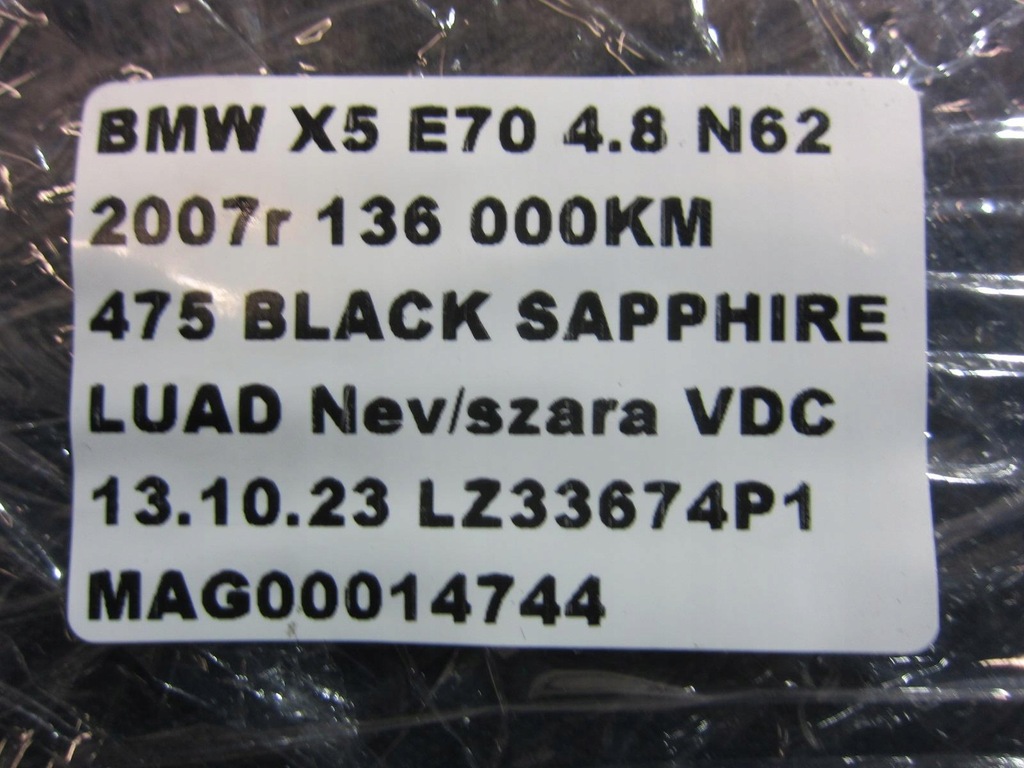 BMW X5 E70 4.8 N62
2007r 136 000KM
475 BLACK SAPPHIRE
LUAD Nev/szara VDC
13.10.23 LZ33674P1
MAG00014744